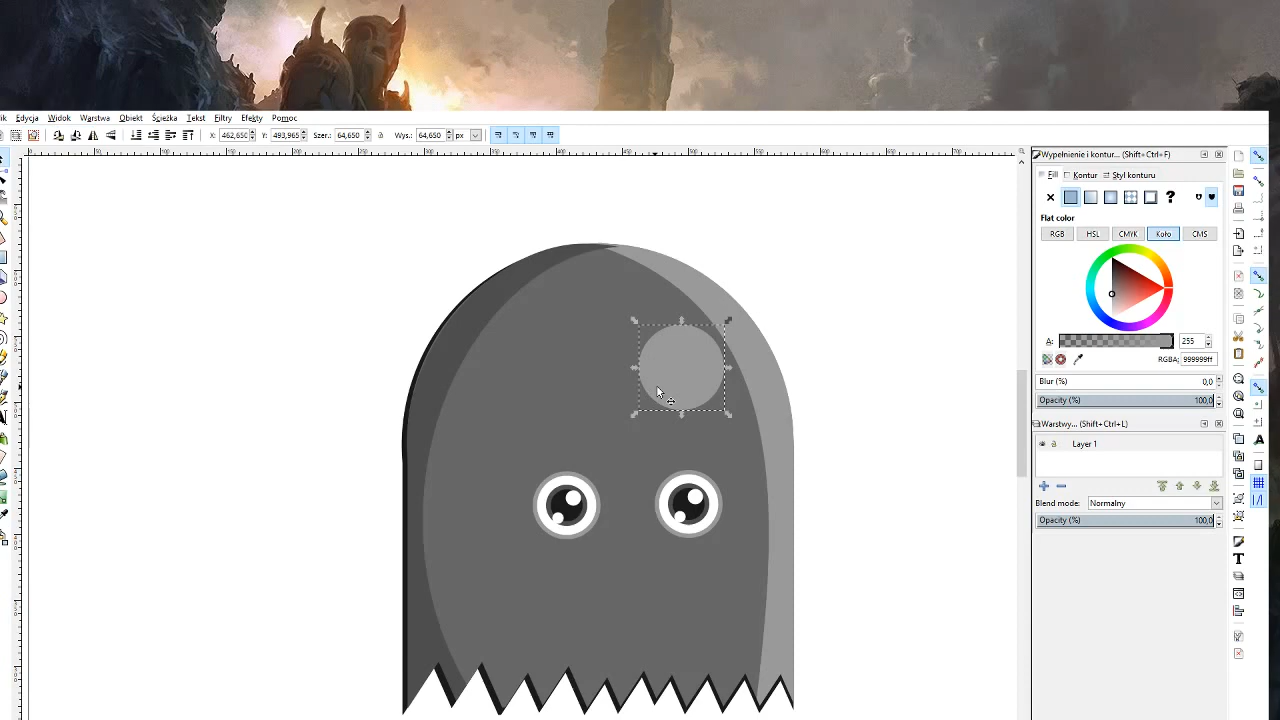 ik Edycja Widok Warstwa Obiekt Ścieżka Tekst Filtry Efekty Pomoc
X: 462,650 Y: 493,965 Szer.: 64,650 Wys.: 64,650 px
Wypełnienie i kontur... (Shift+Ctrl+F)
Fill Kontur Styl konturu
?
Flat color
RGB HSL CMYK Koło CMS
A: 255
RGBA: 999999ff
Blur (%) 0,0
Opacity (%) 100,0
Warstwy... (Shift+Ctrl+L)
Layer 1
Blend mode: Normalny
Opacity (%) 100,0